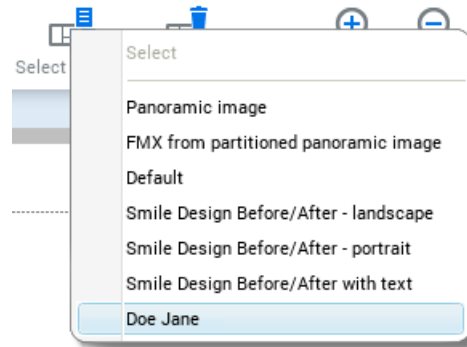 Select
Select
Panoramic image
FMX from partitioned panoramic image
Default
Smile Design Before/After - landscape
Smile Design Before/After - portrait
Smile Design Before/After with text
Doe Jane